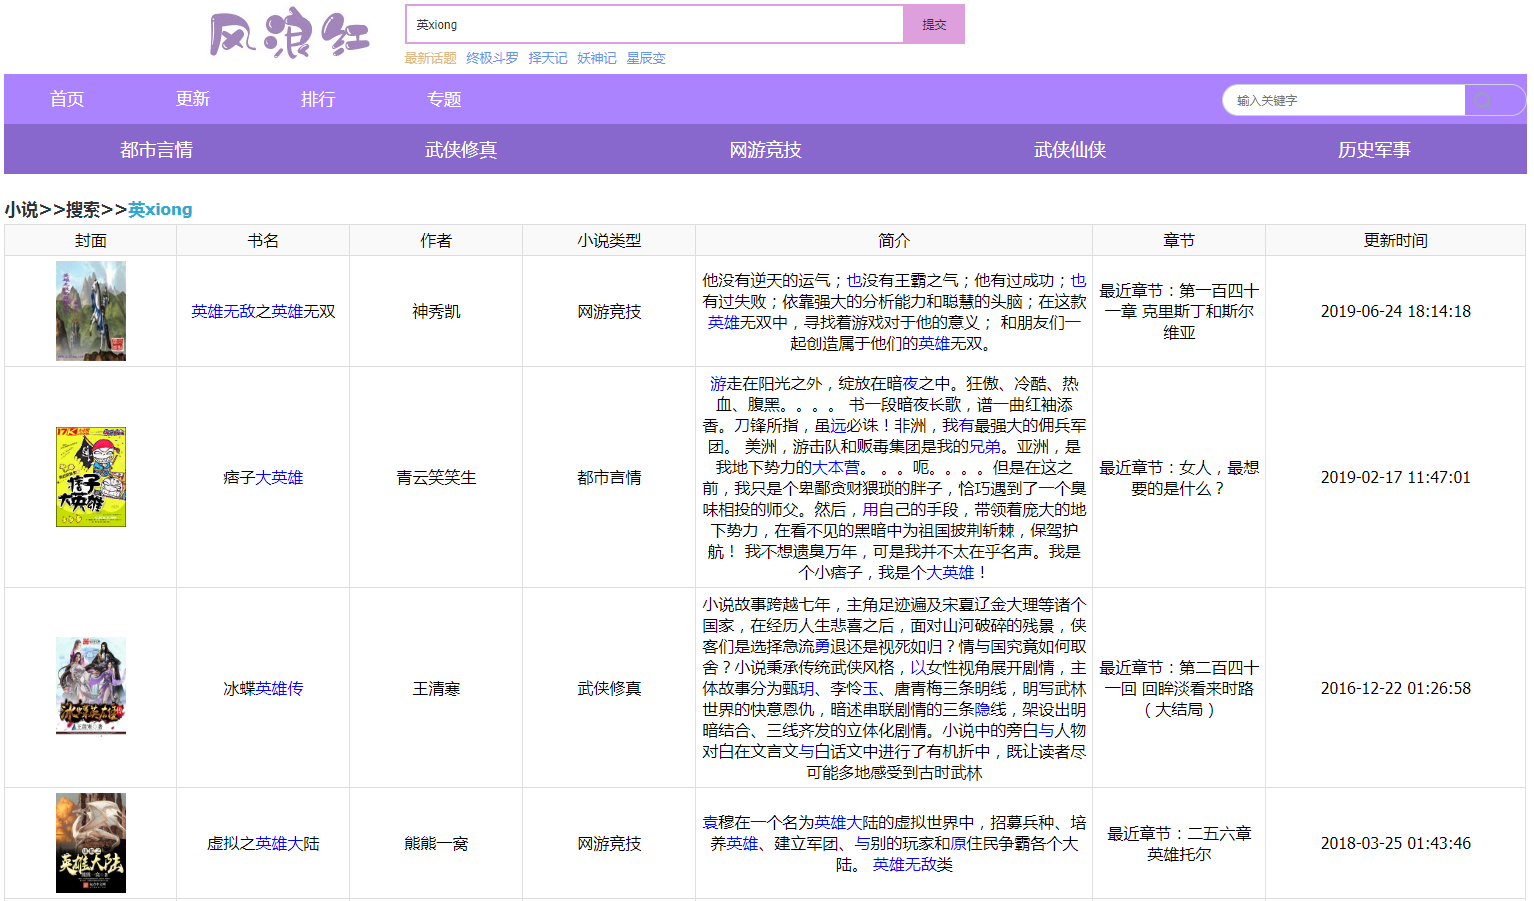 风浪红
英xiong
提交
最新话题 终极斗罗 择天记 妖神记 星辰变
首页 更新 排行 专题
输入关键字
都市言情 武侠修真 网游竞技 武侠仙侠 历史军事
小说>>搜索>>英xiong
封面 书名 作者 小说类型 简介 章节 更新时间
英雄无敌之英雄无双
神秀凯
网游竞技
他没有逆天的运气；也没有王霸之气；他有过成功；也
有过失败；依靠强大的分析能力和聪慧的头脑；在这款
英雄无双中，寻找着游戏对于他的意义； 和朋友们一
起创造属于他们的英雄无双。
最近章节：第一百四十
一章 克里斯丁和斯尔
维亚
2019-06-24 18:14:18
17K
痞子
大英雄
痞子大英雄
青云笑笑生
都市言情
游走在阳光之外，绽放在暗夜之中。狂傲、冷酷、热
血、腹黑。。。。 书一段暗夜长歌，谱一曲红袖添
香。刀锋所指，虽远必诛！非洲，我有最强大的佣兵军
团。 美洲，游击队和贩毒集团是我的兄弟。亚洲，是
我地下势力的大本营。 。。呃。。。。但是在这之
前，我只是个卑鄙贪财猥琐的胖子，恰巧遇到了一个臭
味相投的师父。然后，用自己的手段，带领着庞大的地
下势力，在看不见的黑暗中为祖国披荆斩棘，保驾护
航！ 我不想遗臭万年，可是我并不太在乎名声。我是
个小痞子，我是个大英雄！
最近章节：女人，最想
要的是什么？
2019-02-17 11:47:01
冰蝶英雄传
冰蝶英雄传
王清寒
武侠修真
小说故事跨越七年，主角足迹遍及宋夏辽金大理等诸个
国家，在经历人生悲喜之后，面对山河破碎的残景，侠
客们是选择急流勇退还是视死如归？情与国究竟如何取
舍？小说秉承传统武侠风格，以女性视角展开剧情，主
体故事分为甄玥、李怜玉、唐青梅三条明线，明写武林
世界的快意恩仇，暗述串联剧情的三条隐线，架设出明
暗结合、三线齐发的立体化剧情。小说中的旁白与人物
对白在文言文与白话文中进行了有机折中，既让读者尽
可能多地感受到古时武林
最近章节：第二百四十
一回 回眸淡看来时路
（大结局）
2016-12-22 01:26:58
英雄大陆
虚拟之英雄大陆
熊熊一窝
网游竞技
袁穆在一个名为英雄大陆的虚拟世界中，招募兵种、培
养英雄、建立军团、与别的玩家和原住民争霸各个大
陆。 英雄无敌类
最近章节：二五六章
英雄托尔
2018-03-25 01:43:46